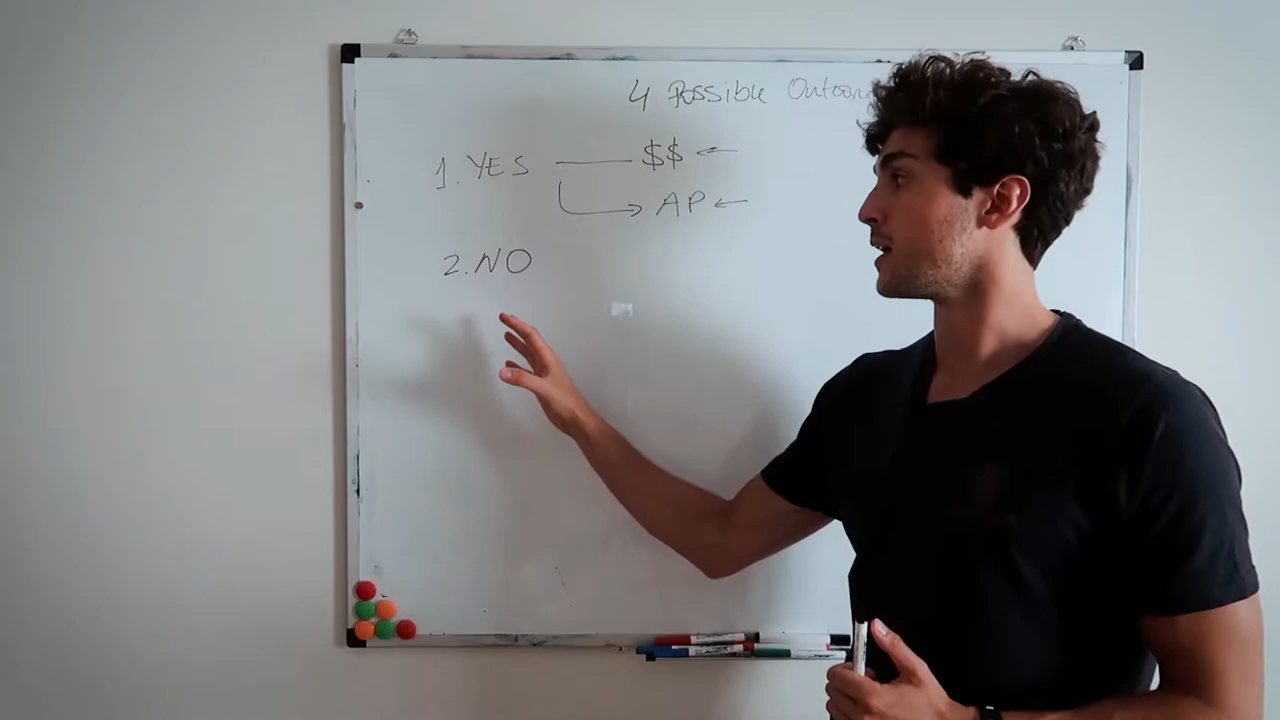 4 Possible
1. YES — $$ ←
→ AP ←
2. NO